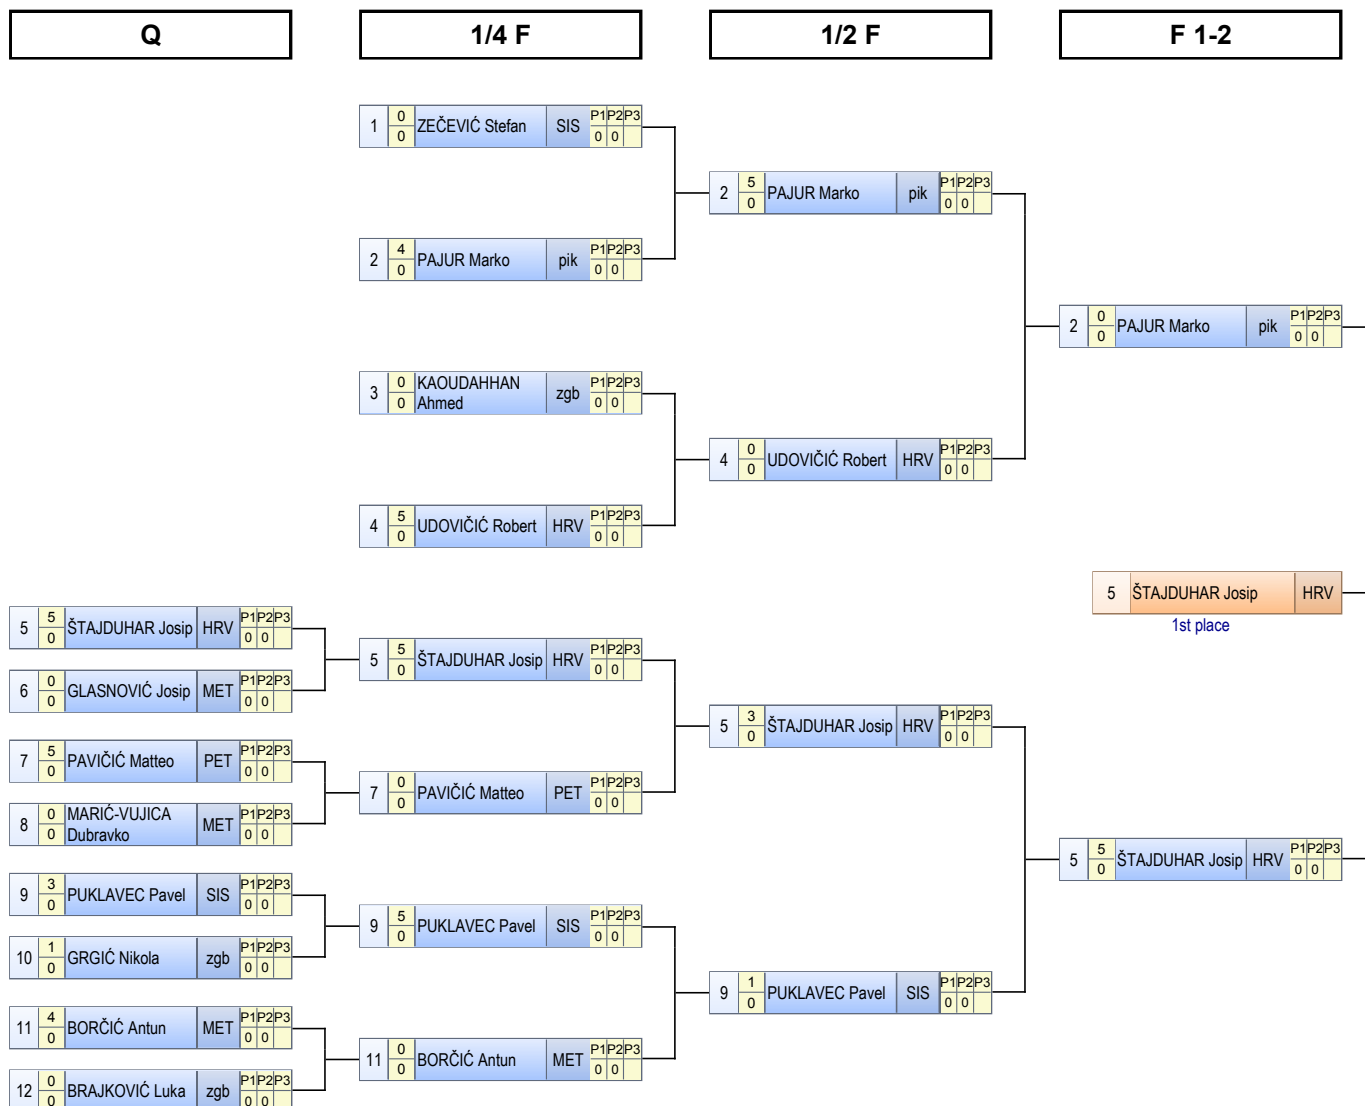 Q 1/4 F 1/2 F F 1-2
1 0 ZEČEVIĆ Stefan SIS P1 P2 P3
0 0 0
2 5 PAJUR Marko pik P1 P2 P3
0 0 0
2 4 PAJUR Marko pik P1 P2 P3
0 0 0
2 0 PAJUR Marko pik P1 P2 P3
0 0 0
3 0 KAOUDAHHAN zgb P1 P2 P3
0 Ahmed 0 0
4 0 UDOVIČIĆ Robert HRV P1 P2 P3
0 0 0
4 5 UDOVIČIĆ Robert HRV P1 P2 P3
0 0 0
5 ŠTAJDUHAR Josip HRV
1st place
5 5 ŠTAJDUHAR Josip HRV P1 P2 P3
0 0 0
5 5 ŠTAJDUHAR Josip HRV P1 P2 P3
0 0 0
6 0 GLASNOVIĆ Josip MET P1 P2 P3
0 0 0
5 3 ŠTAJDUHAR Josip HRV P1 P2 P3
0 0 0
7 5 PAVIČIĆ Matteo PET P1 P2 P3
0 0 0
7 0 PAVIČIĆ Matteo PET P1 P2 P3
0 0 0
8 0 MARIĆ-VUJICA MET P1 P2 P3
0 Dubravko 0 0
5 5 ŠTAJDUHAR Josip HRV P1 P2 P3
0 0 0
9 3 PUKLAVEC Pavel SIS P1 P2 P3
0 0 0
9 5 PUKLAVEC Pavel SIS P1 P2 P3
0 0 0
10 1 GRGIĆ Nikola zgb P1 P2 P3
0 0 0
9 1 PUKLAVEC Pavel SIS P1 P2 P3
0 0 0
11 4 BORČIĆ Antun MET P1 P2 P3
0 0 0
11 0 BORČIĆ Antun MET P1 P2 P3
0 0 0
12 0 BRAJKOVIĆ Luka zgb P1 P2 P3
0 0 0